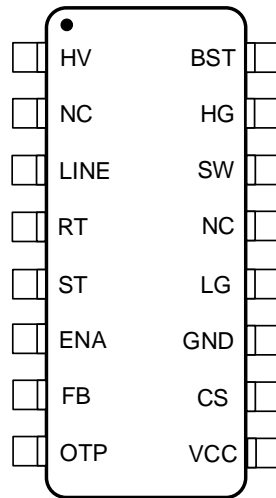 HV BST
NC HG
LINE SW
RT NC
ST LG
ENA GND
FB CS
OTP VCC